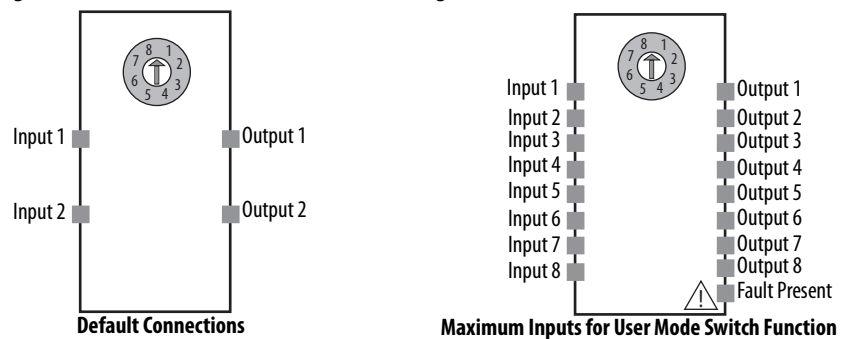 8 1
7 2
6 3
5 4
Input 1 Output 1
Input 2 Output 2
Default Connections
8 1
7 2
6 3
5 4
Input 1 Output 1
Input 2 Output 2
Input 3 Output 3
Input 4 Output 4
Input 5 Output 5
Input 6 Output 6
Input 7 Output 7
Input 8 Output 8
! Fault Present
Maximum Inputs for User Mode Switch Function